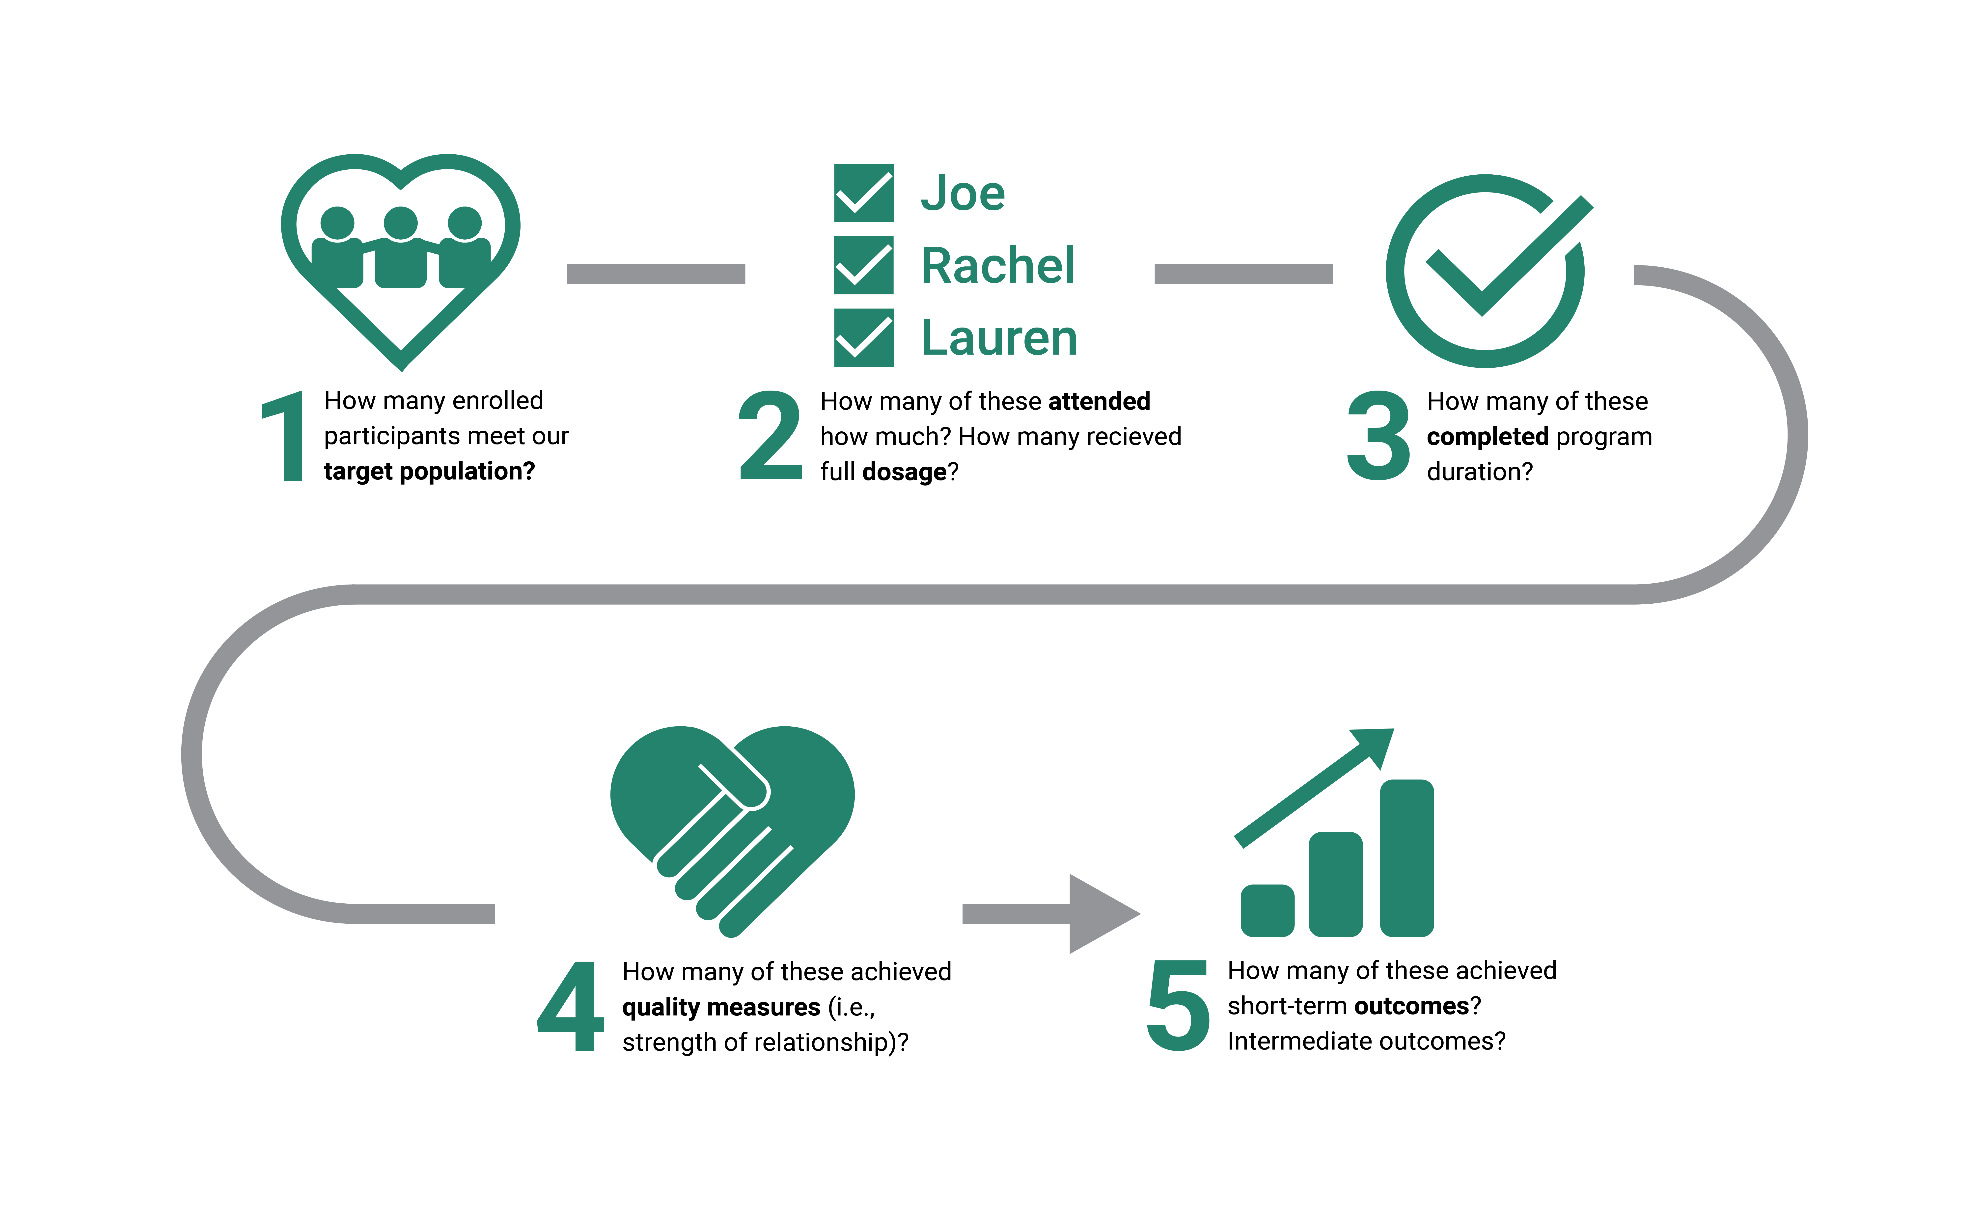 Joe
Rachel
Lauren
1
How many enrolled
participants meet our
target population?
2
How many of these attended
how much? How many recieved
full dosage?
3
How many of these
completed program
duration?
4
How many of these achieved
quality measures (i.e.,
strength of relationship)?
5
How many of these achieved
short-term outcomes?
Intermediate outcomes?